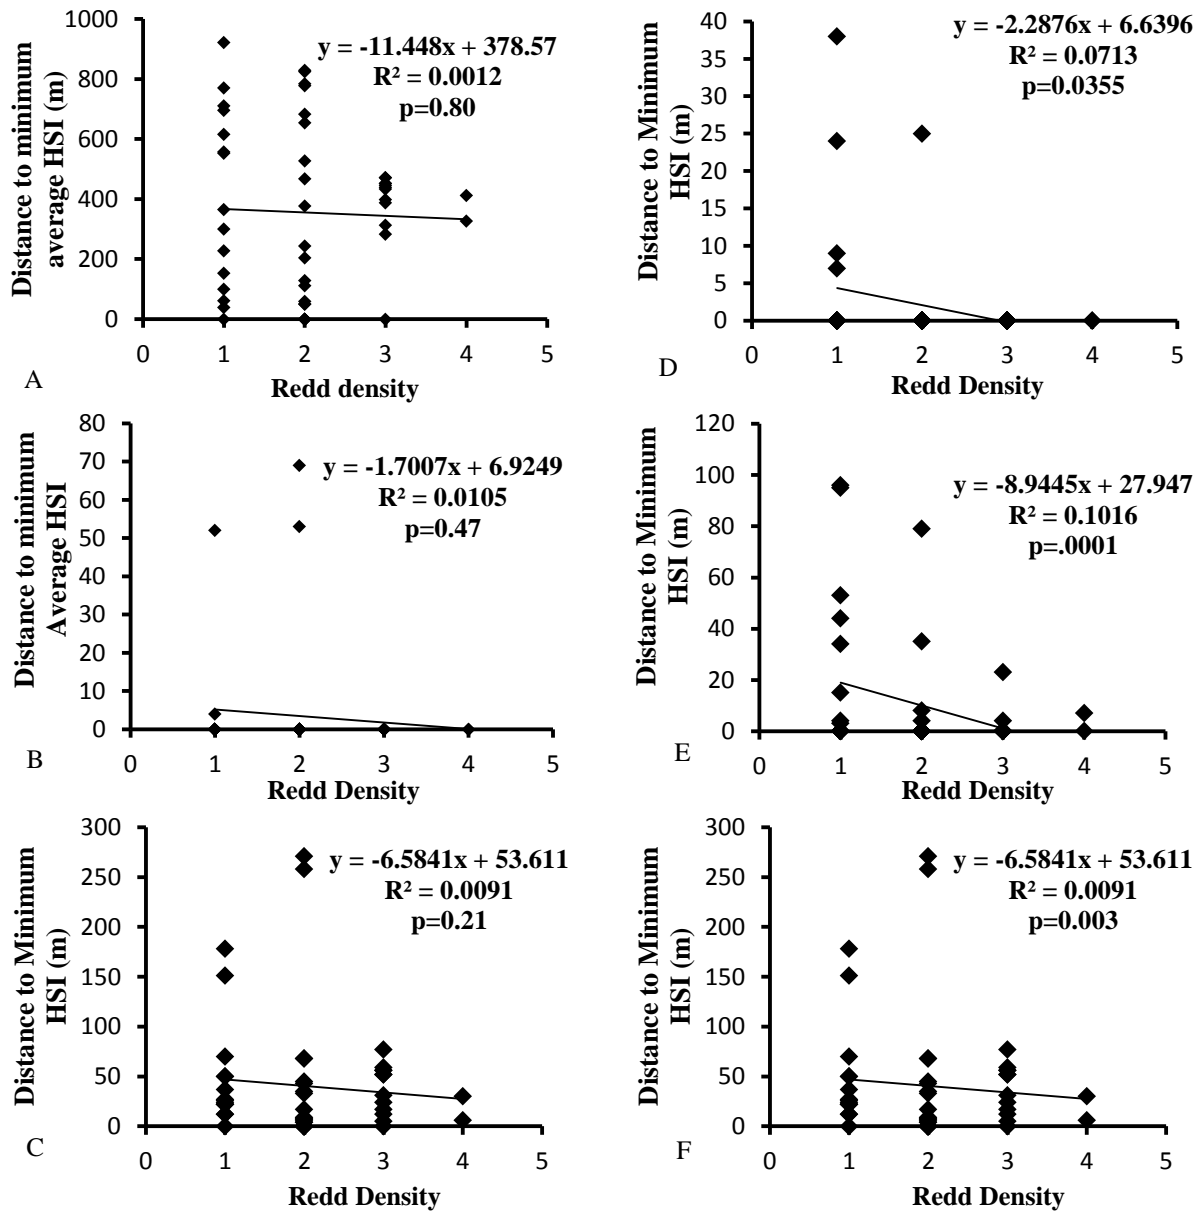 1000
800
600
400
200
0
0 1 2 3 4 5
Distance to minimum
average HSI (m)
y = -11.448x + 378.57
R² = 0.0012
p=0.80
A
Redd density
40
35
30
25
20
15
10
5
0
0 1 2 3 4 5
Distance to Minimum
HSI (m)
y = -2.2876x + 6.6396
R² = 0.0713
p=0.0355
D
Redd Density
80
70
60
50
40
30
20
10
0
0 1 2 3 4 5
Distance to minimum
Average HSI
y = -1.7007x + 6.9249
R² = 0.0105
p=0.47
B
Redd Density
120
100
80
60
40
20
0
0 1 2 3 4 5
Distance to Minimum
HSI (m)
y = -8.9445x + 27.947
R² = 0.1016
p=.0001
E
Redd Density
300
250
200
150
100
50
0
0 1 2 3 4 5
Distance to Minimum
HSI (m)
y = -6.5841x + 53.611
R² = 0.0091
p=0.21
C
Redd Density
300
250
200
150
100
50
0
0 1 2 3 4 5
Distance to Minimum
HSI (m)
y = -6.5841x + 53.611
R² = 0.0091
p=0.003
F
Redd Density